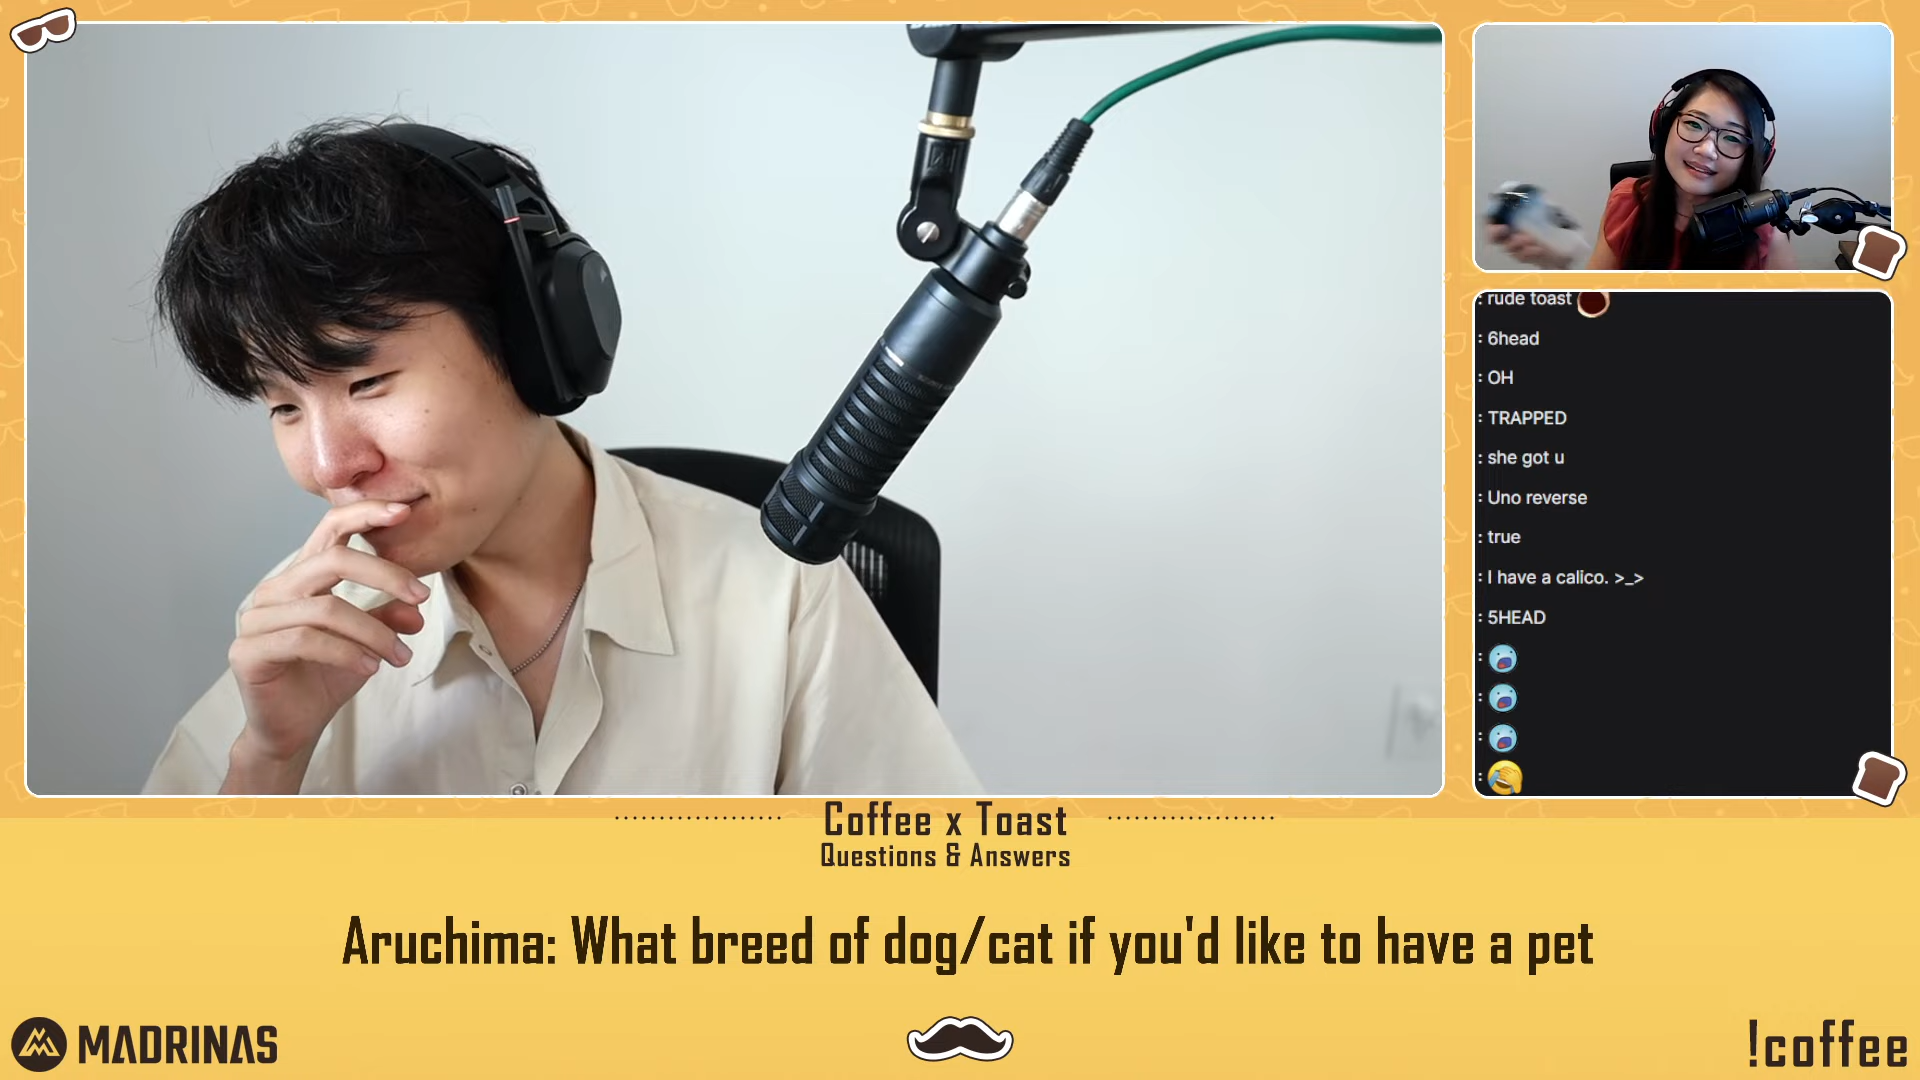 : rude toast
: 6head
: OH
: TRAPPED
: she got u
: Uno reverse
: true
: I have a calico. >_>
: 5HEAD
:
:
:
:
Coffee x Toast
Questions & Answers
Aruchima: What breed of dog/cat if you'd like to have a pet
MADRINAS
!coffee